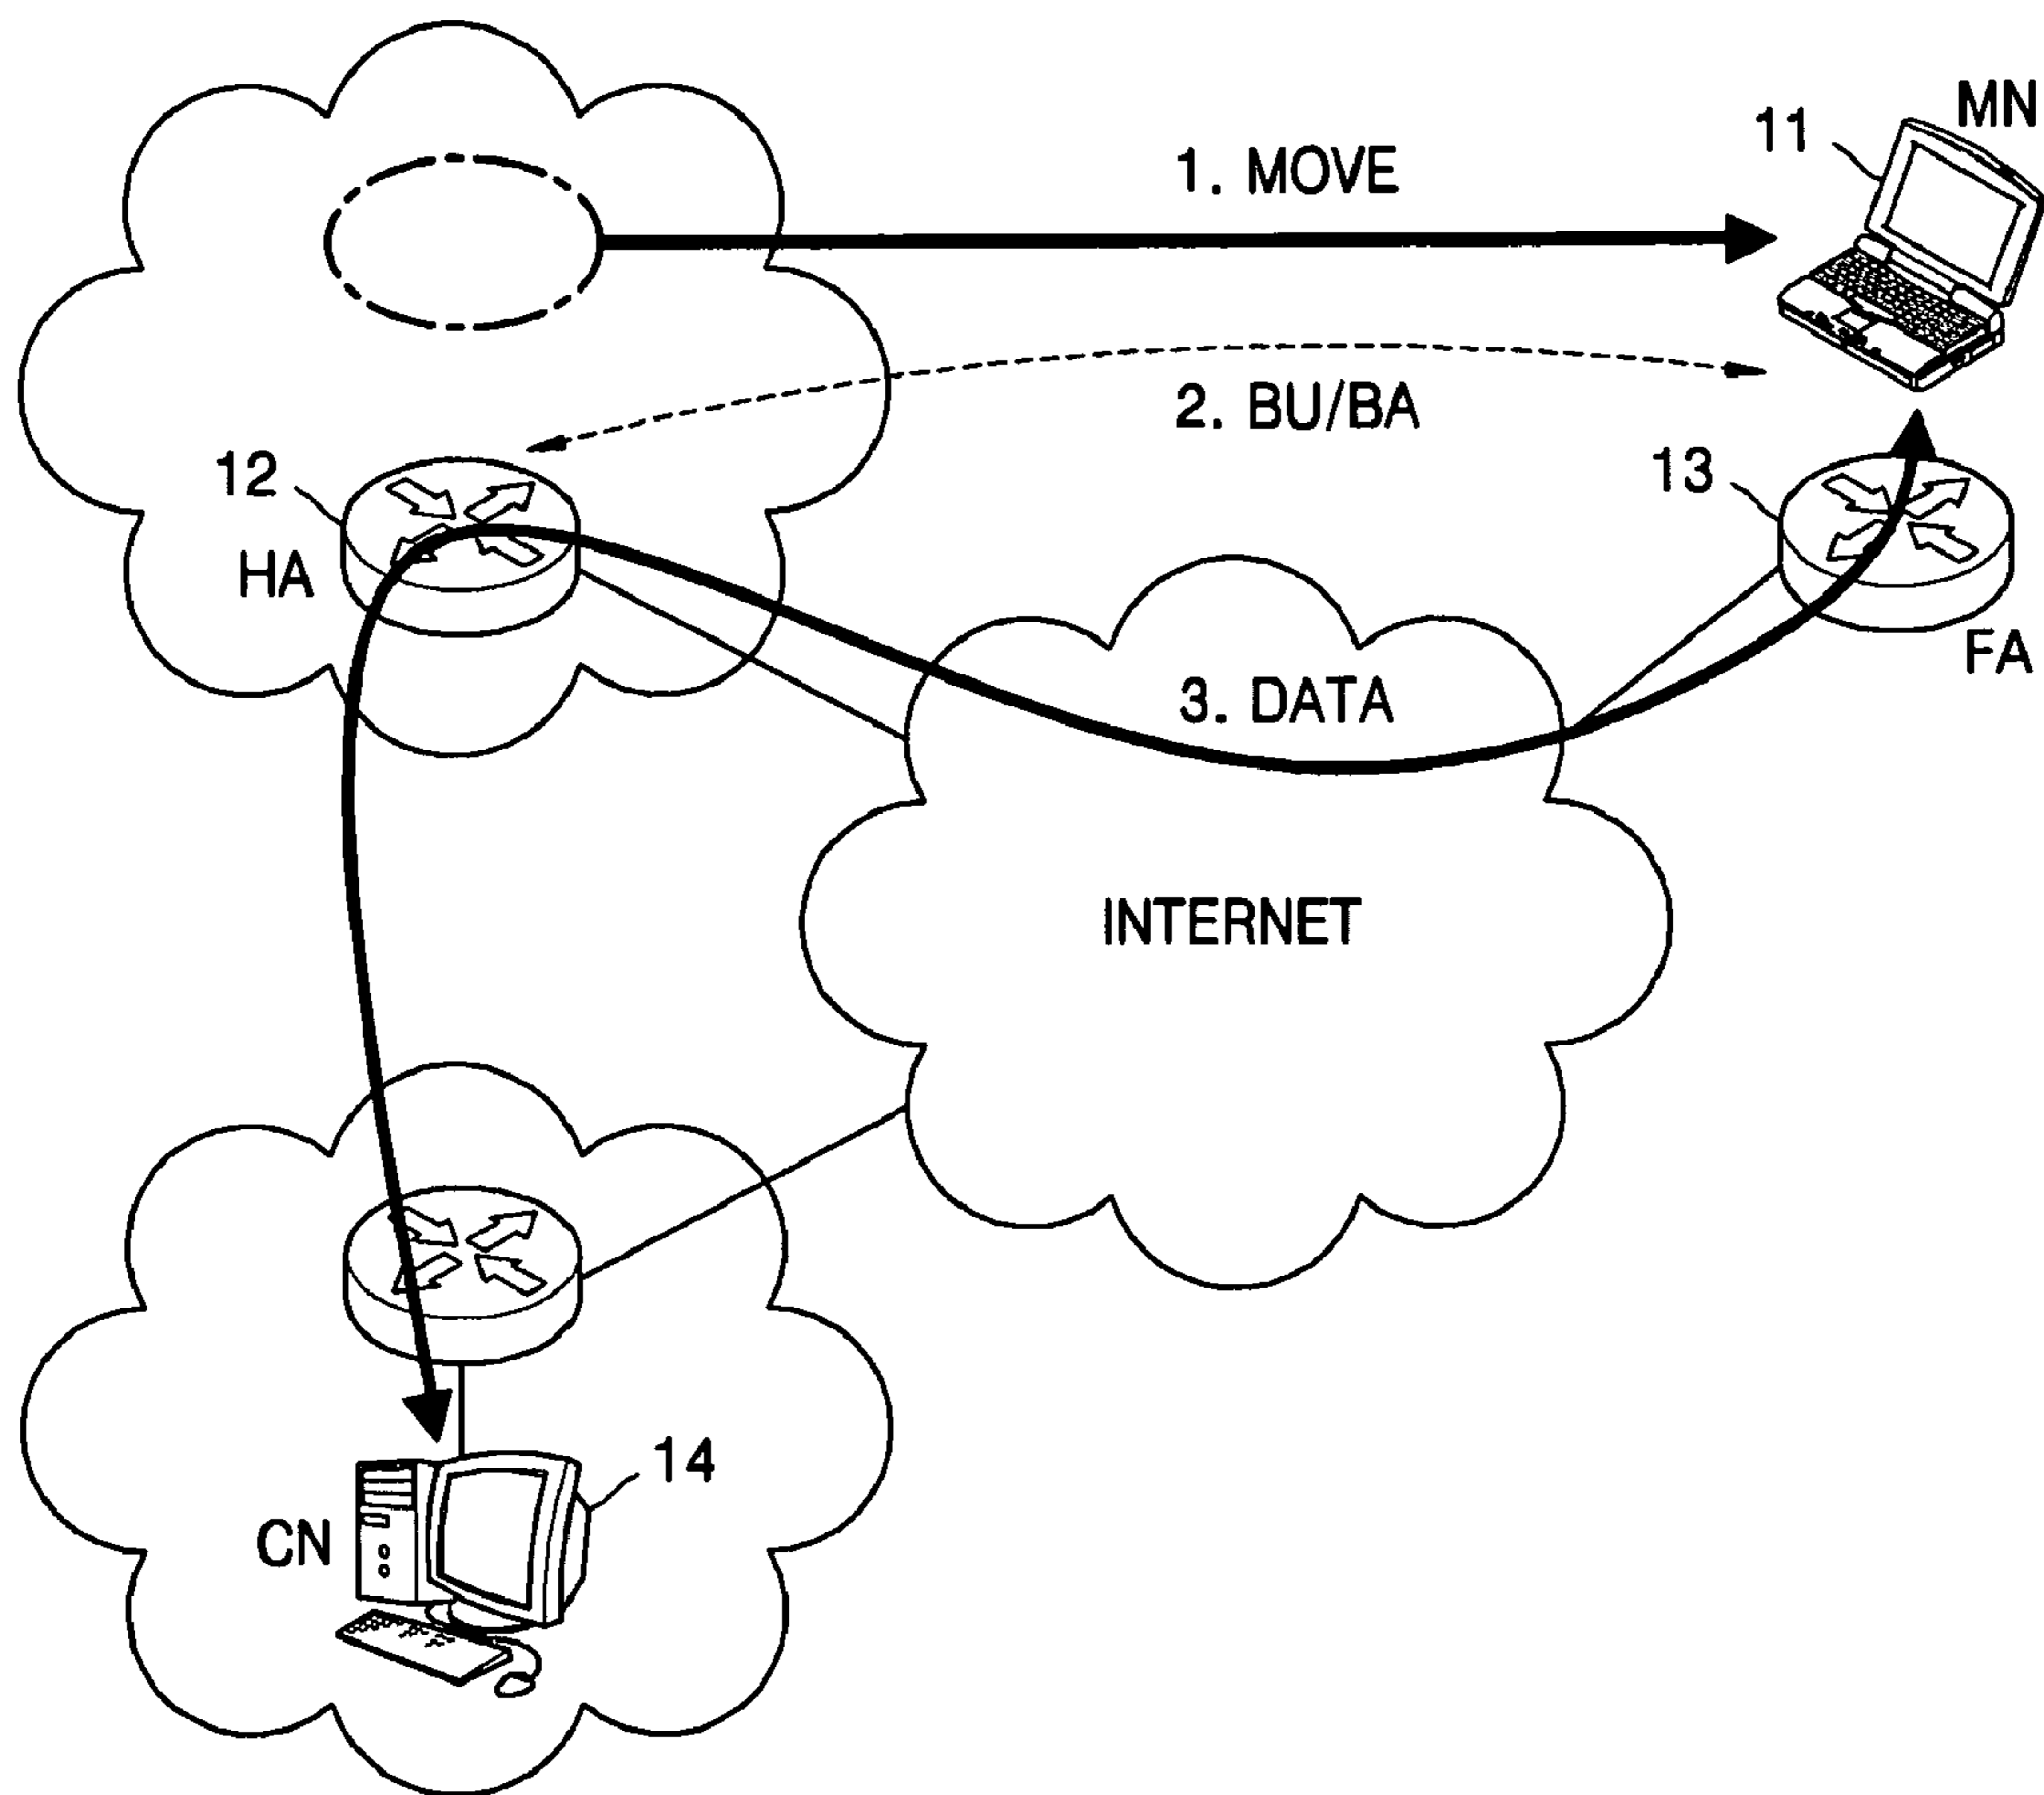 MN
11
1. MOVE
2. BU/BA
12
13
HA
FA
3. DATA
INTERNET
14
CN